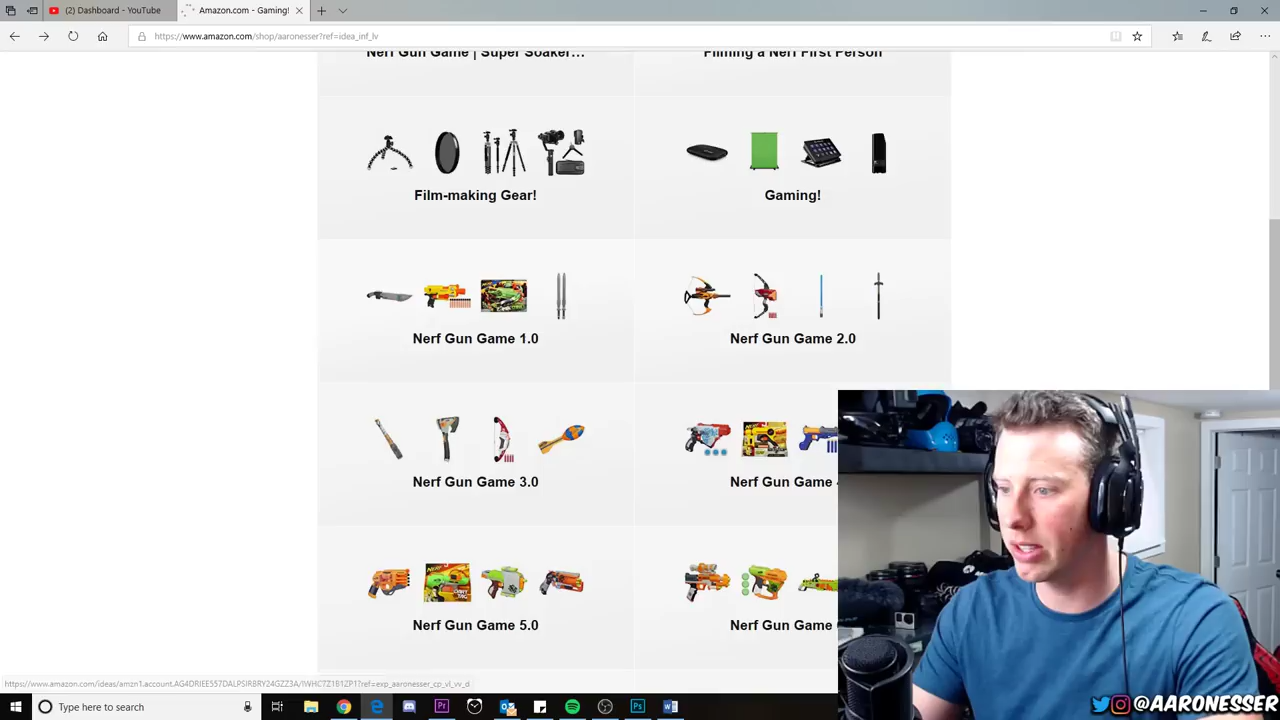 (2) Dashboard - YouTube
Amazon.com - Gaming!
https://www.amazon.com/shop/aaronesser?ref=idea_inf_lv
Nerf Gun Game | Super Soaker...
Filming a Nerf First Person
Film-making Gear!
Gaming!
Nerf Gun Game 1.0
Nerf Gun Game 2.0
Nerf Gun Game 3.0
Nerf Gun Game
Nerf Gun Game 5.0
Nerf Gun Game
Type here to search
@AARONESSER